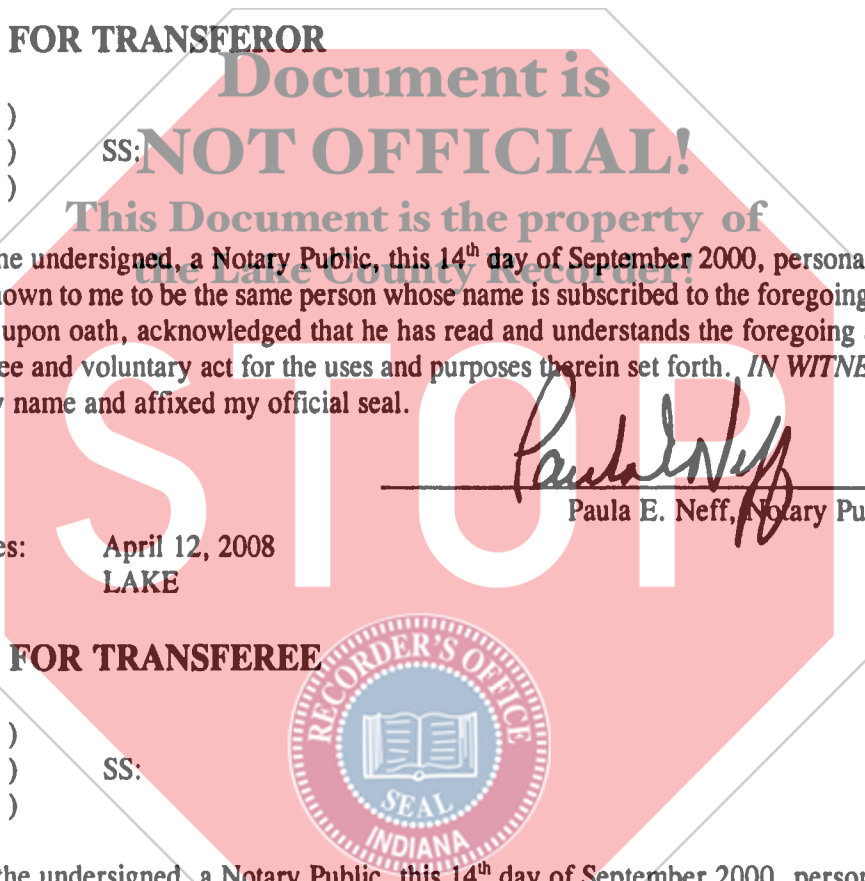 FOR TRANSFEROR
Document is
)
) SS:
NOT OFFICIAL!
)
This Document is the property of
the Lake County Recorder!
he undersigned, a Notary Public, this 14th day of September 2000, persona
nown to me to be the same person whose name is subscribed to the foregoing
upon oath, acknowledged that he has read and understands the foregoing
ee and voluntary act for the uses and purposes therein set forth. IN WITNE
name and affixed my official seal.
STOP
Paula E. Neff
Paula E. Neff, Notary Pu
es: April 12, 2008
LAKE
FOR TRANSFEREE
RECORDER'S OFFICE
SEAL
INDIANA
)
) SS:
)
the undersigned, a Notary Public, this 14th day of September 2000, person